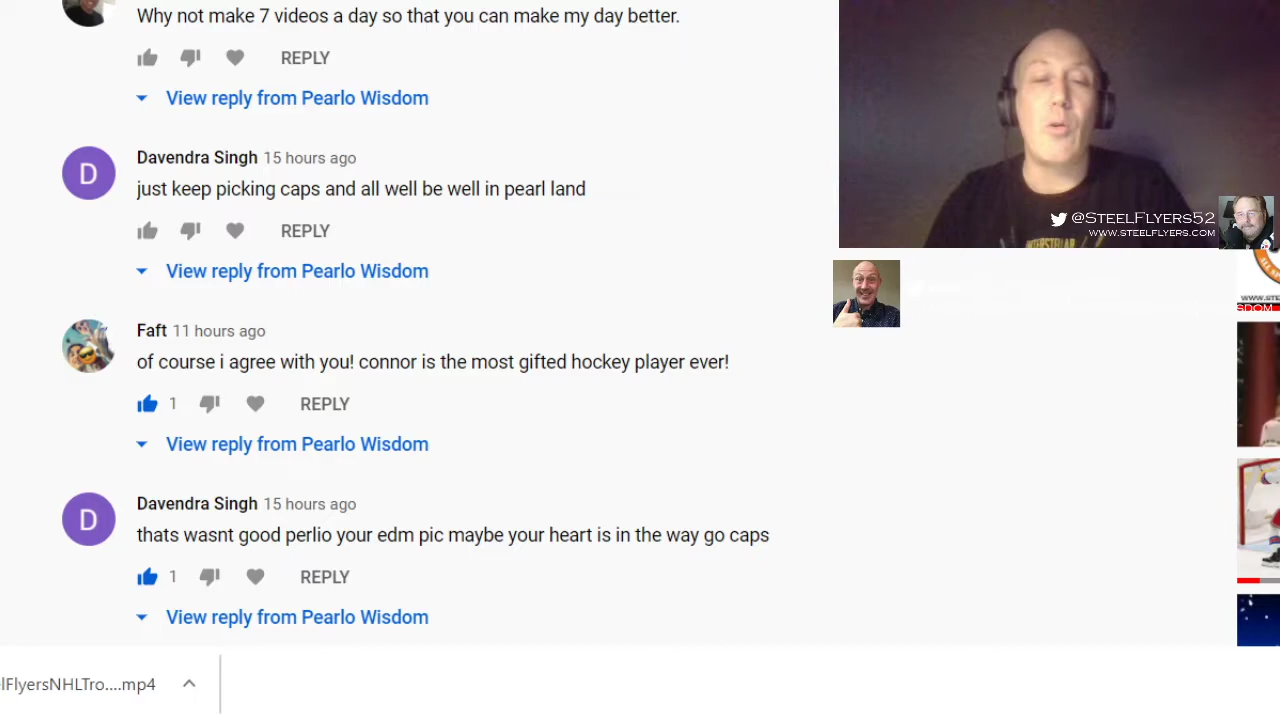 Why not make 7 videos a day so that you can make my day better.
REPLY
View reply from Pearlo Wisdom
D
Davendra Singh 15 hours ago
just keep picking caps and all well be well in pearl land
REPLY
View reply from Pearlo Wisdom
Faft 11 hours ago
of course i agree with you! connor is the most gifted hockey player ever!
1 REPLY
View reply from Pearlo Wisdom
D
Davendra Singh 15 hours ago
thats wasnt good perlio your edm pic maybe your heart is in the way go caps
1 REPLY
View reply from Pearlo Wisdom
lFlyersNHLTro....mp4
@STEELFLYERS52
WWW.STEELFLYERS.COM
WWW.STE
SDOM